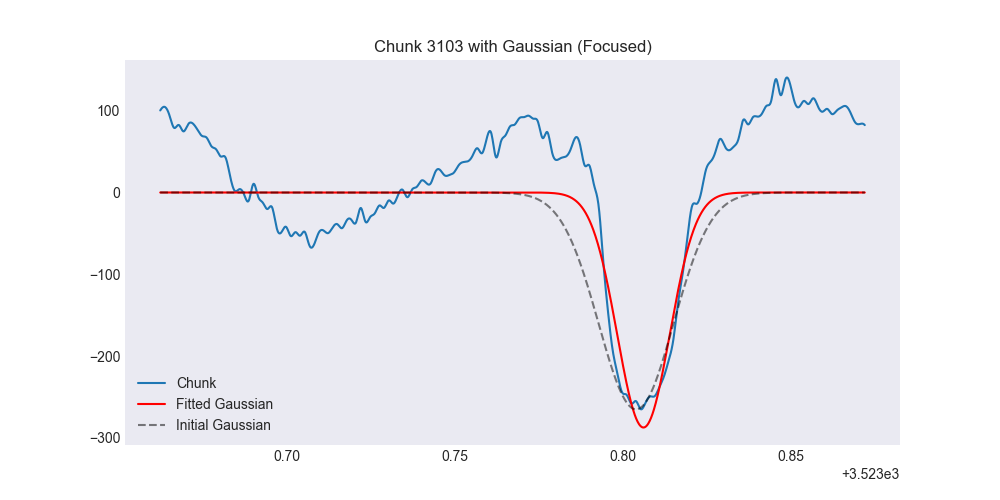 Chunk 3103 with Gaussian (Focused)
100
0
−100
−200
−300
Chunk
Fitted Gaussian
Initial Gaussian
0.70 0.75 0.80 0.85
+3.523e3